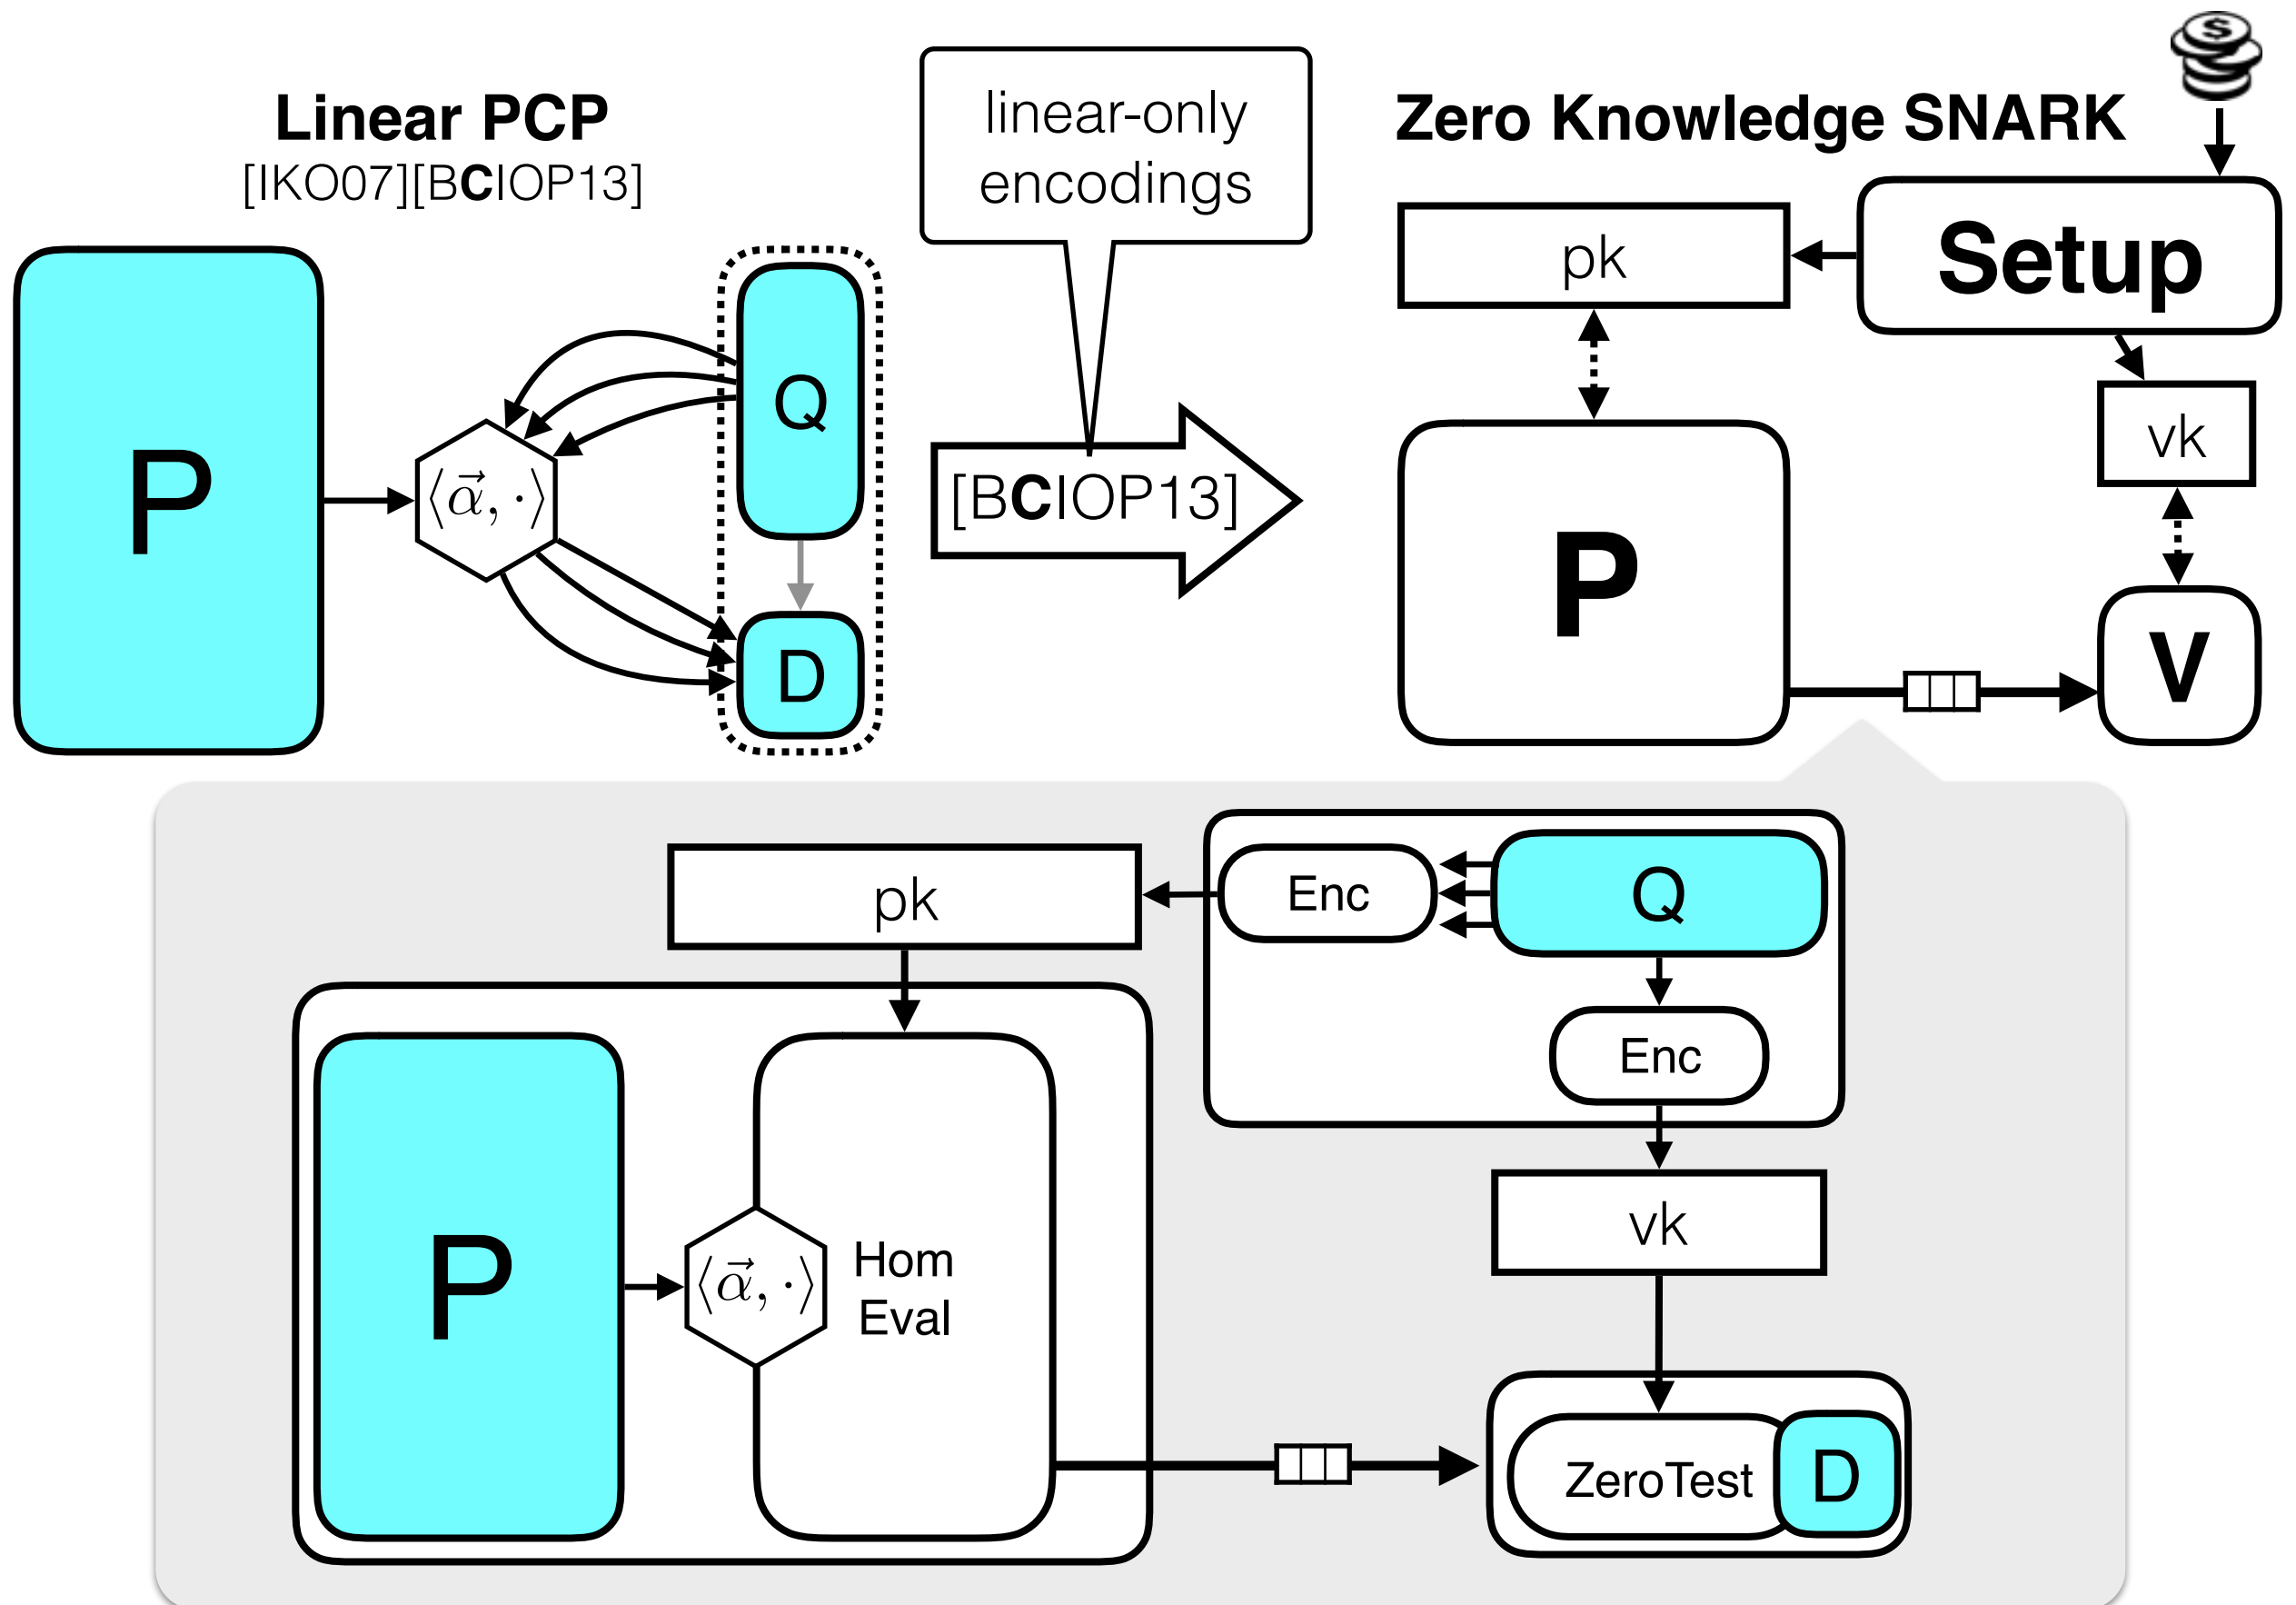 Linear PCP
[IKO07][BCIOP13]
P
⟨α⃗, ·⟩
Q
D
linear-only
encodings
[BCIOP13]
Zero Knowledge SNARK
$
Setup
pk
vk
P
V
pk
Enc
Q
Enc
vk
P
⟨α⃗, ·⟩
Hom
Eval
ZeroTest
D